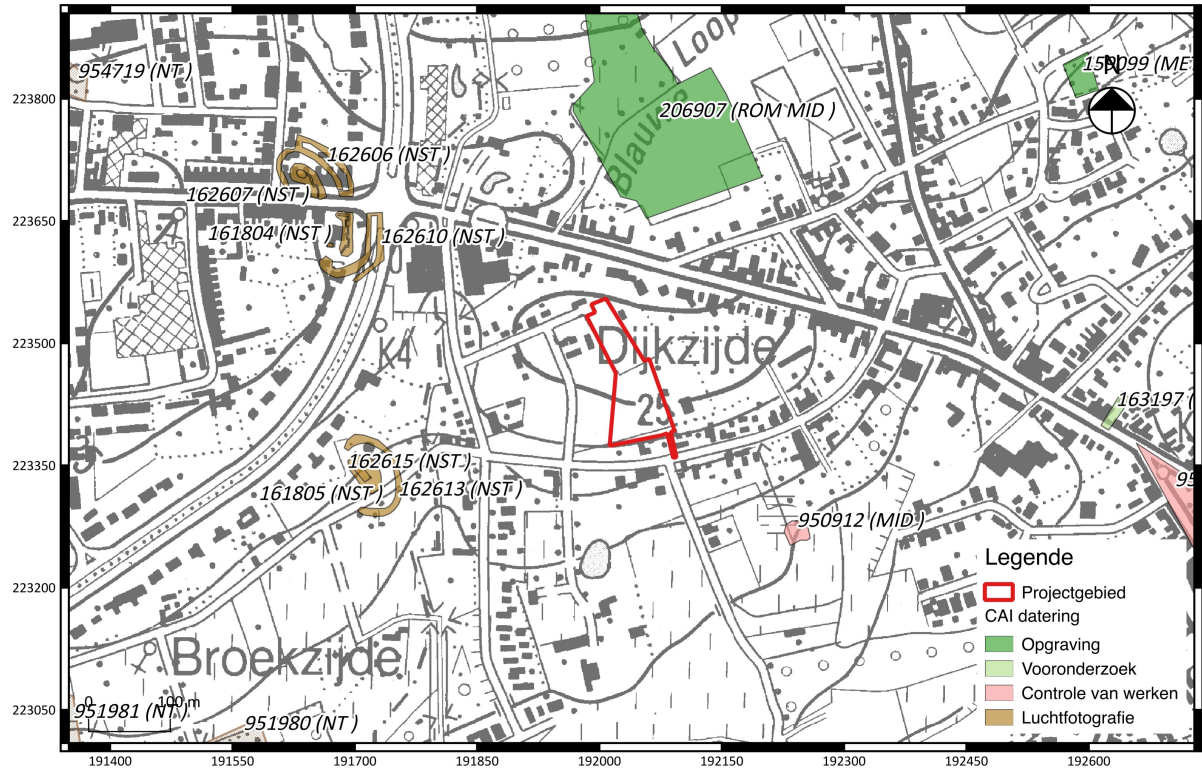 954719 (NT )
Loop
N
159099 (ME
223800
206907 (ROM MID )
Blauwe
162606 (NST )
162607 (NST )
223650
161804 (NST )
162610 (NST )
223500
K4
Dijkzijde
25
163197 (
223350
162615 (NST )
161805 (NST )
162613 (NST )
95
950912 (MID )
Legende
223200
Projectgebied
CAI datering
Opgraving
Broekzijde
Vooronderzoek
Controle van werken
0 100 m
951981 (NT )
951980 (NT )
Luchtfotografie
223050
191400 191550 191700 191850 192000 192150 192300 192450 192600